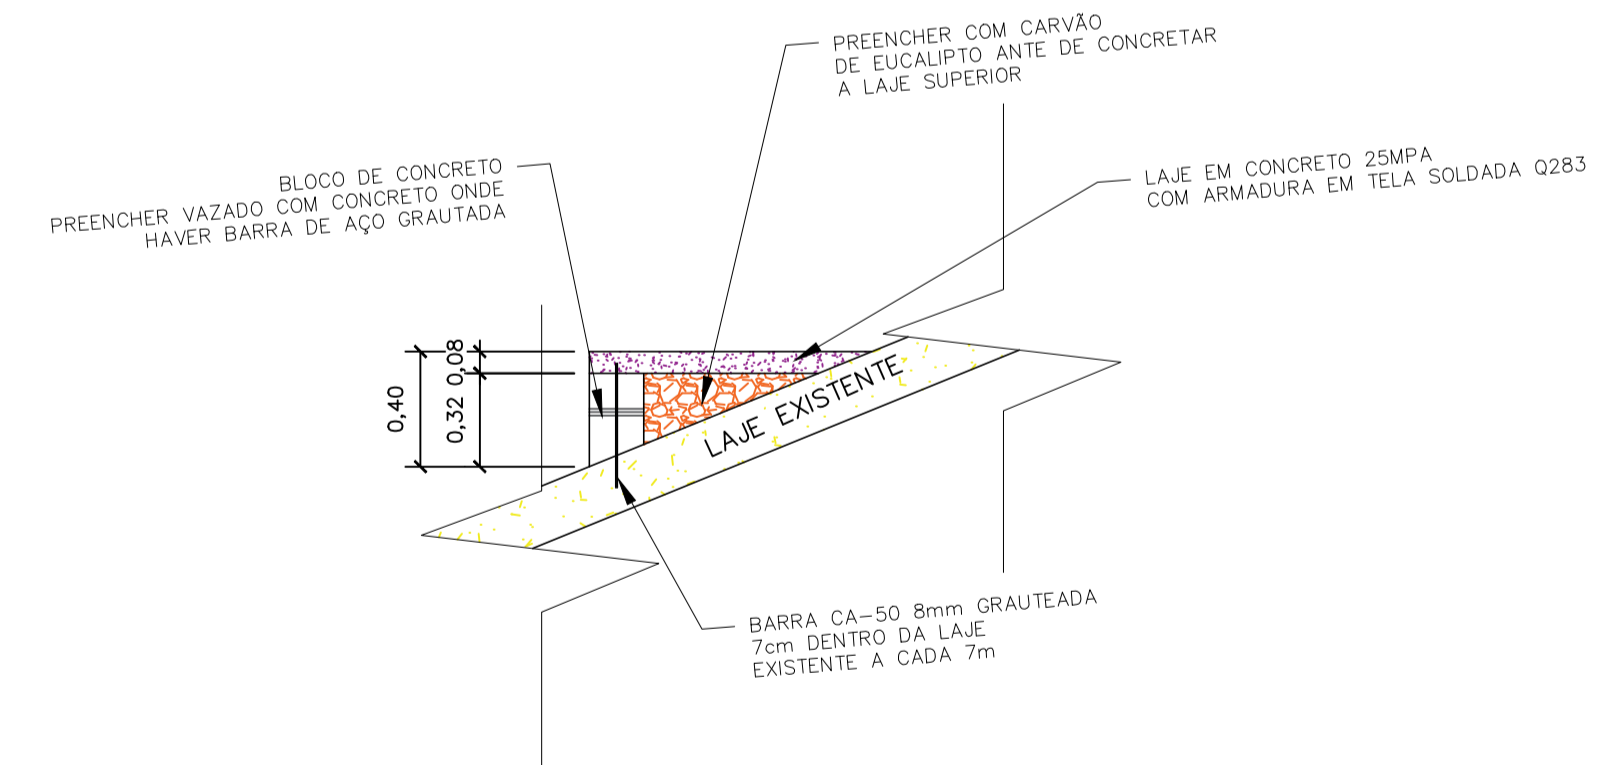 PREENCHER COM CARVÃO
DE EUCALIPTO ANTE DE CONCRETAR
A LAJE SUPERIOR
BLOCO DE CONCRETO
PREENCHER VAZADO COM CONCRETO ONDE
HAVER BARRA DE AÇO GRAUTADA
LAJE EM CONCRETO 25MPA
COM ARMADURA EM TELA SOLDADA Q283
0,40
0,32
0,08
LAJE EXISTENTE
BARRA CA-50 8mm GRAUTEADA
7cm DENTRO DA LAJE
EXISTENTE A CADA 7m